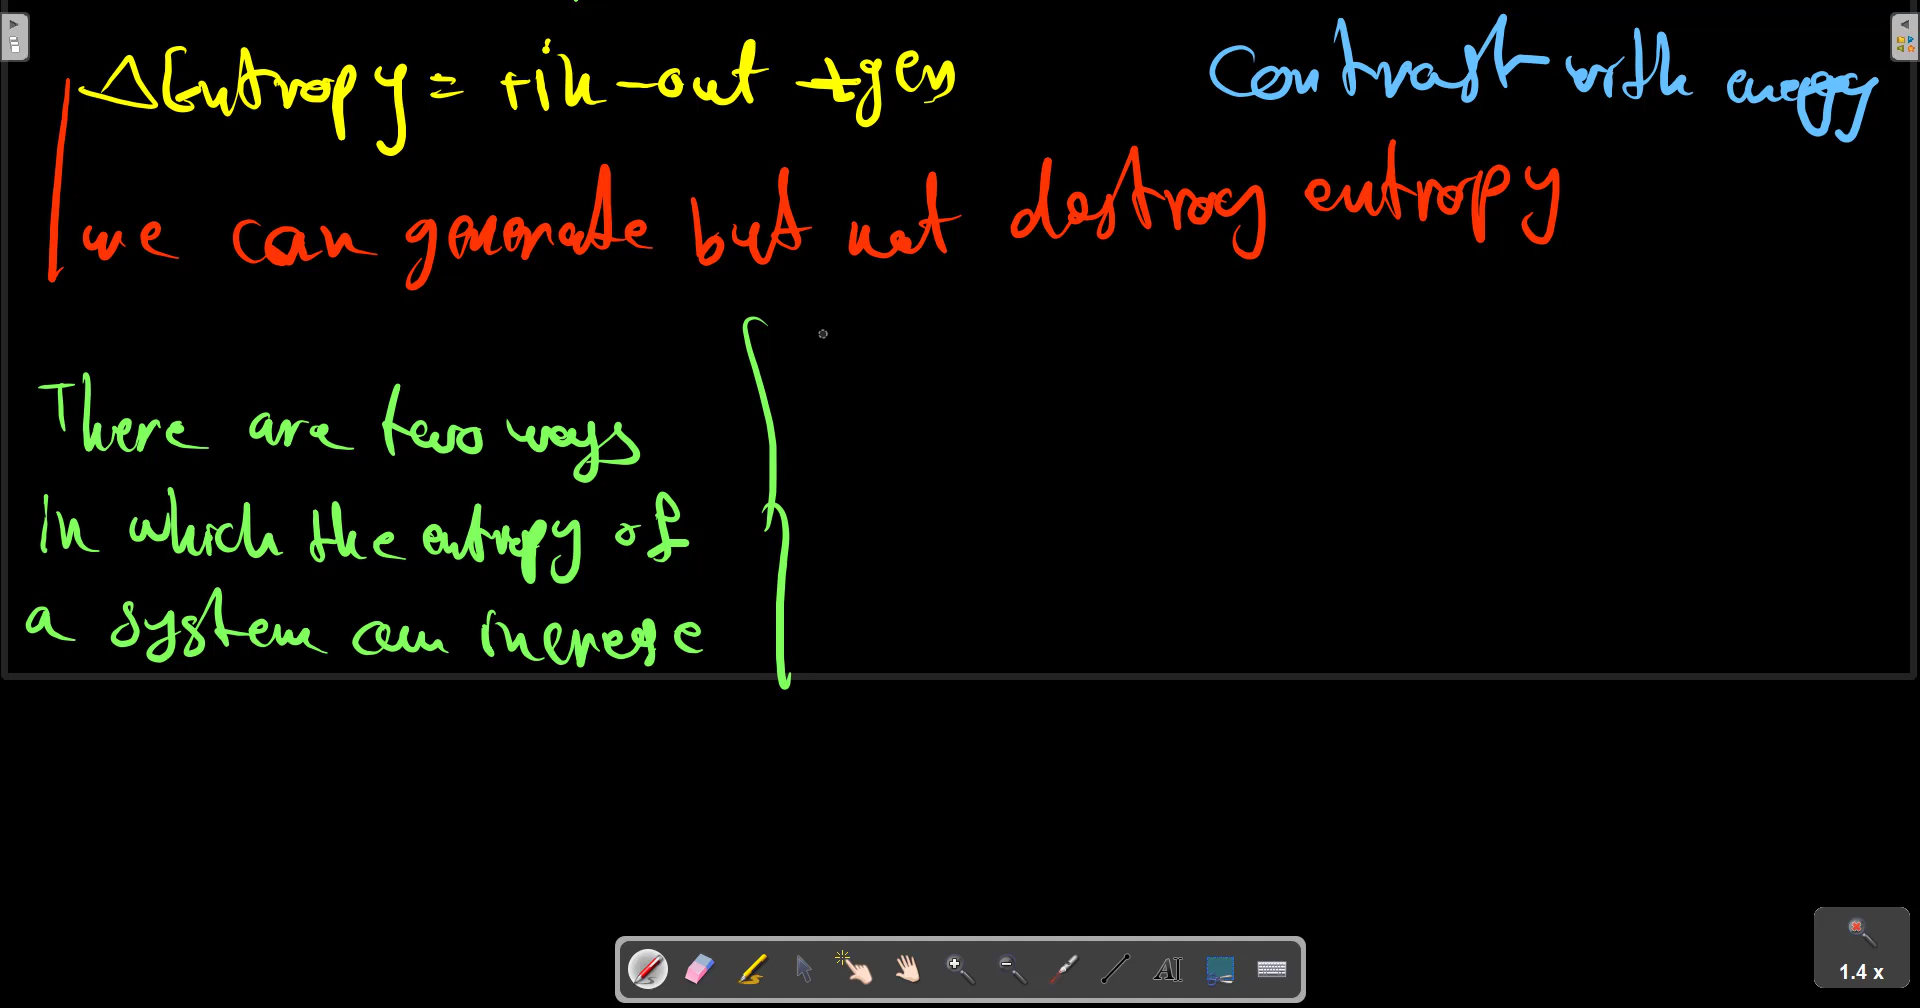 ΔEntropy = +in -out +gen
Contrast with energy
we can generate but not destroy entropy
There are two ways
in which the entropy of
a system can increase
AI
1.4 x